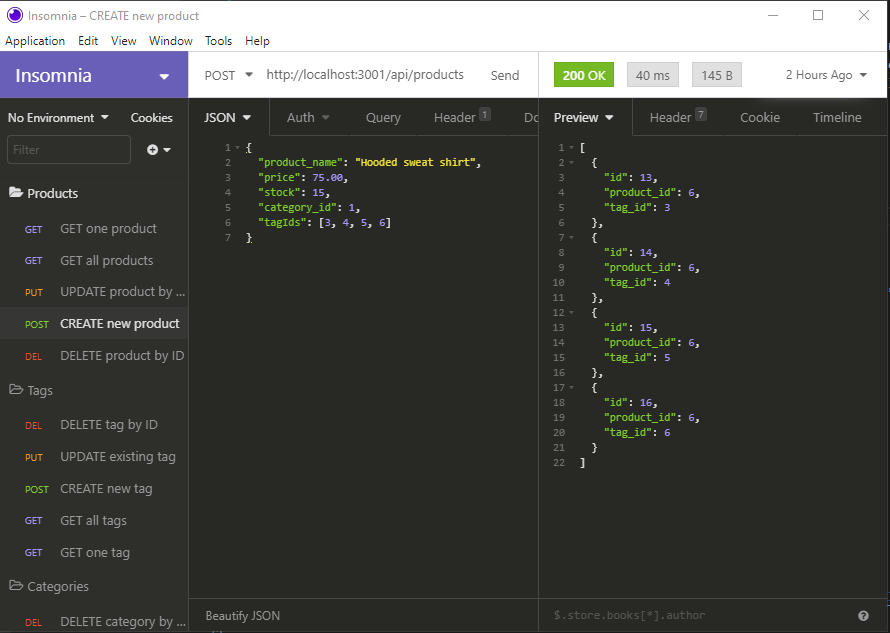 Insomnia – CREATE new product
Application Edit View Window Tools Help
Insomnia
POST http://localhost:3001/api/products Send
200 OK 40 ms 145 B 2 Hours Ago
No Environment Cookies
Filter
Products
GET GET one product
GET GET all products
PUT UPDATE product by ...
POST CREATE new product
DEL DELETE product by ID
Tags
DEL DELETE tag by ID
PUT UPDATE existing tag
POST CREATE new tag
GET GET all tags
GET GET one tag
Categories
DEL DELETE category by ...
JSON Auth Query Header 1 Do
1 {
2 "product_name": "Hooded sweat shirt",
3 "price": 75.00,
4 "stock": 15,
5 "category_id": 1,
6 "tagIds": [3, 4, 5, 6]
7 }
Beautify JSON
Preview Header 7 Cookie Timeline
1 [
2 {
3 "id": 13,
4 "product_id": 6,
5 "tag_id": 3
6 },
7 {
8 "id": 14,
9 "product_id": 6,
10 "tag_id": 4
11 },
12 {
13 "id": 15,
14 "product_id": 6,
15 "tag_id": 5
16 },
17 {
18 "id": 16,
19 "product_id": 6,
20 "tag_id": 6
21 }
22 ]
$.store.books[*].author